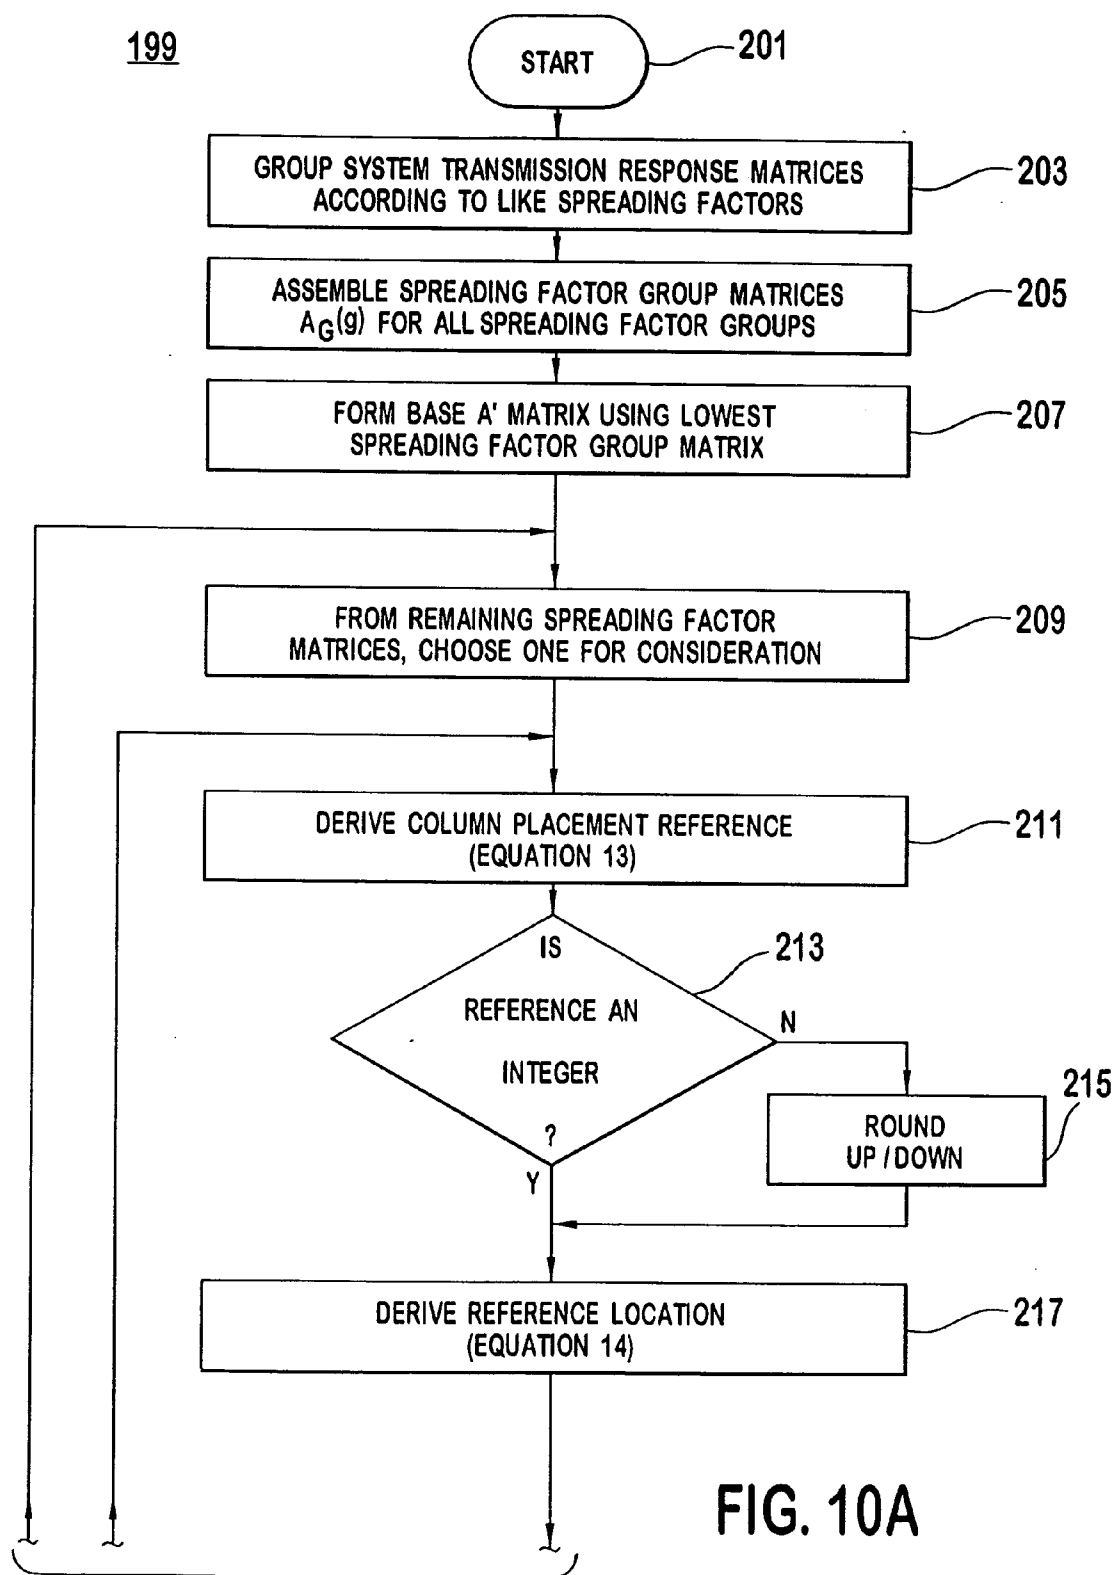 199
START
201
GROUP SYSTEM TRANSMISSION RESPONSE MATRICES
ACCORDING TO LIKE SPREADING FACTORS
203
ASSEMBLE SPREADING FACTOR GROUP MATRICES
AG(g) FOR ALL SPREADING FACTOR GROUPS
205
FORM BASE A' MATRIX USING LOWEST
SPREADING FACTOR GROUP MATRIX
207
FROM REMAINING SPREADING FACTOR
MATRICES, CHOOSE ONE FOR CONSIDERATION
209
DERIVE COLUMN PLACEMENT REFERENCE
(EQUATION 13)
211
IS
REFERENCE AN
INTEGER
?
213
N
Y
ROUND
UP / DOWN
215
DERIVE REFERENCE LOCATION
(EQUATION 14)
217
FIG. 10A